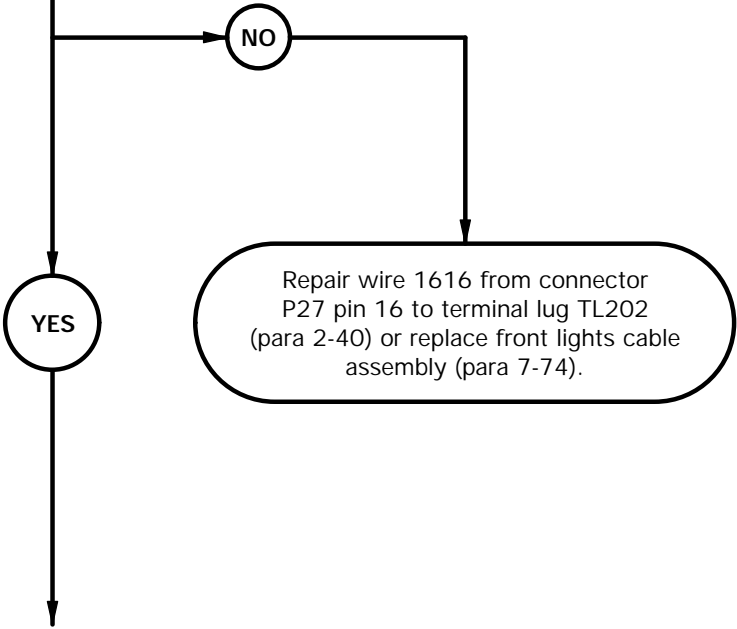 NO
YES
Repair wire 1616 from connector
P27 pin 16 to terminal lug TL202
(para 2-40) or replace front lights cable
assembly (para 7-74).